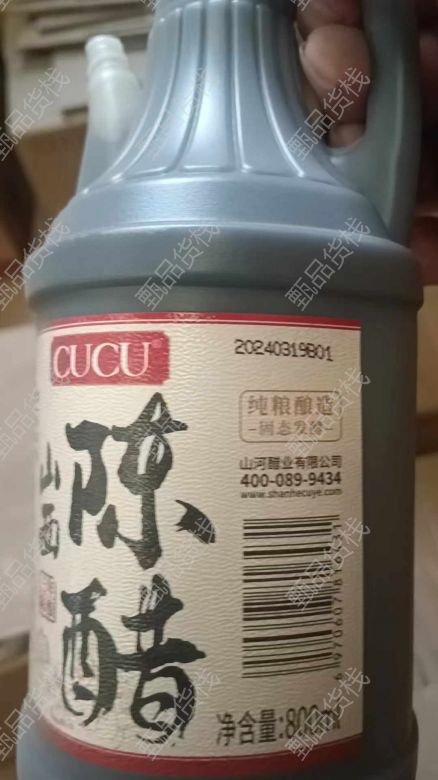 CUCU
20240319B01
纯粮酿造
固态发酵
山河醋业有限公司
400-089-9434
www.shanhecuye.com
山西
陈醋
净含量:800ml
甄品货栈